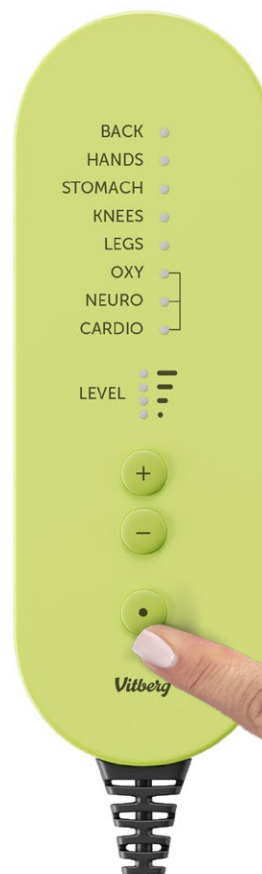 BACK
HANDS
STOMACH
KNEES
LEGS
OXY
NEURO
CARDIO
LEVEL
+
−
Vitberg